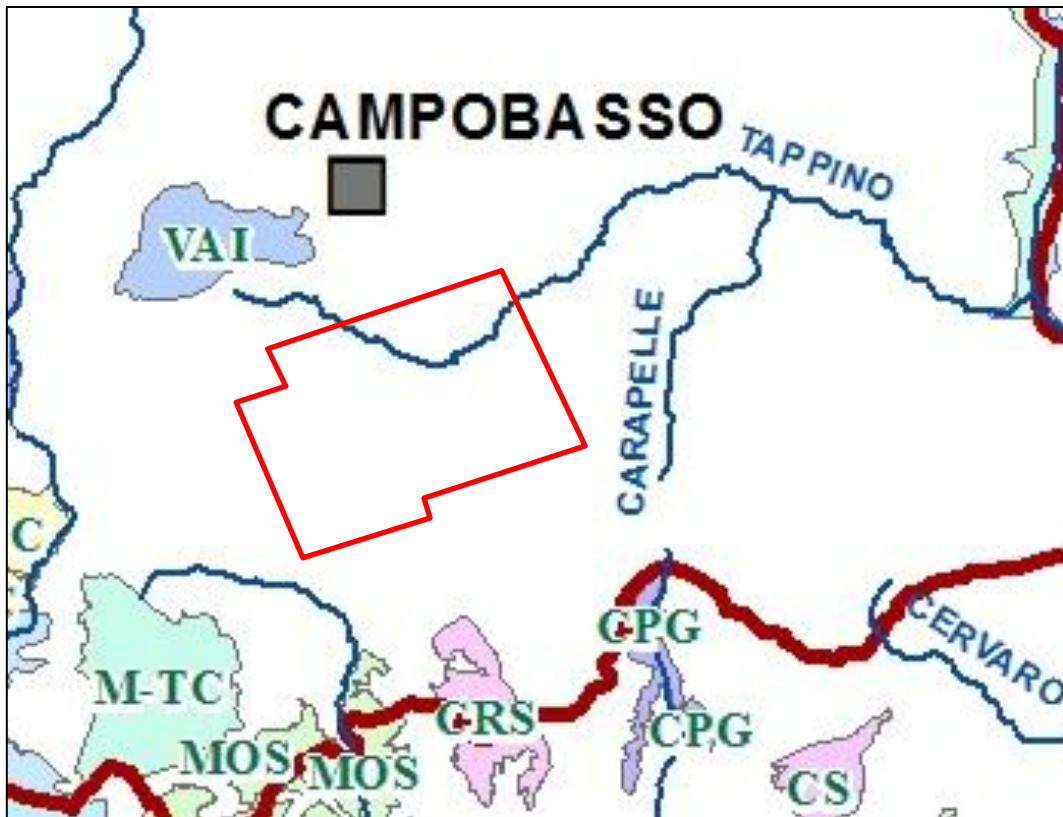 CAMPOBASSO
TAPPINO
VAI
CARAPELLE
C
CPG
CERVARO
M-TC
CRS
MOS
MOS
CPG
CS